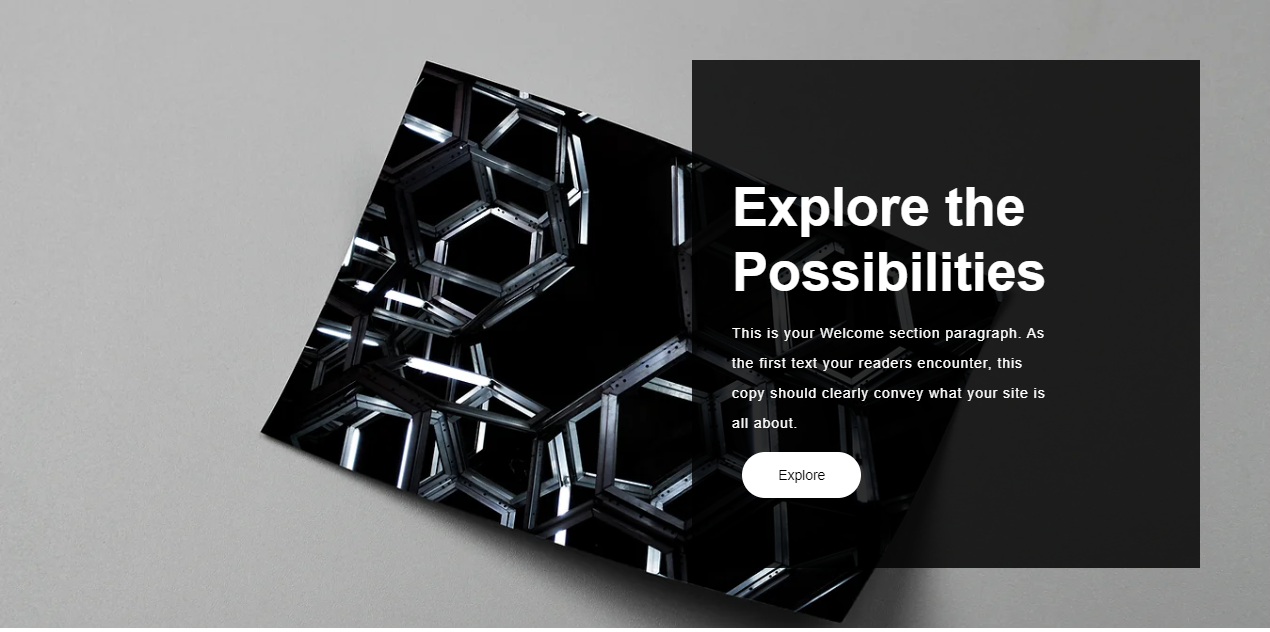 Explore the
Possibilities
This is your Welcome section paragraph. As
the first text your readers encounter, this
copy should clearly convey what your site is
all about.
Explore